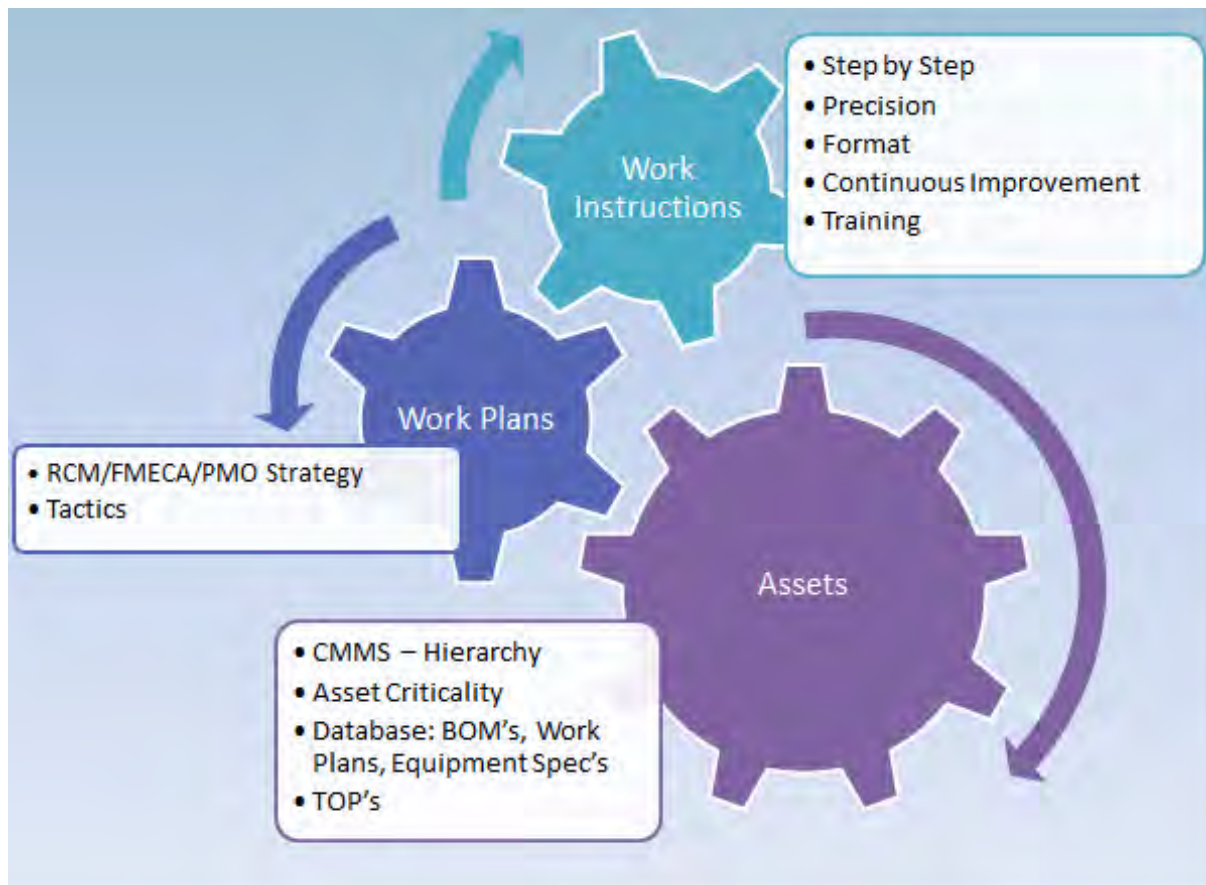 Work
Instructions
• Step by Step
• Precision
• Format
• Continuous Improvement
• Training
Work Plans
• RCM/FMECA/PMO Strategy
• Tactics
Assets
• CMMS – Hierarchy
• Asset Criticality
• Database: BOM’s, Work
Plans, Equipment Spec’s
• TOP’s